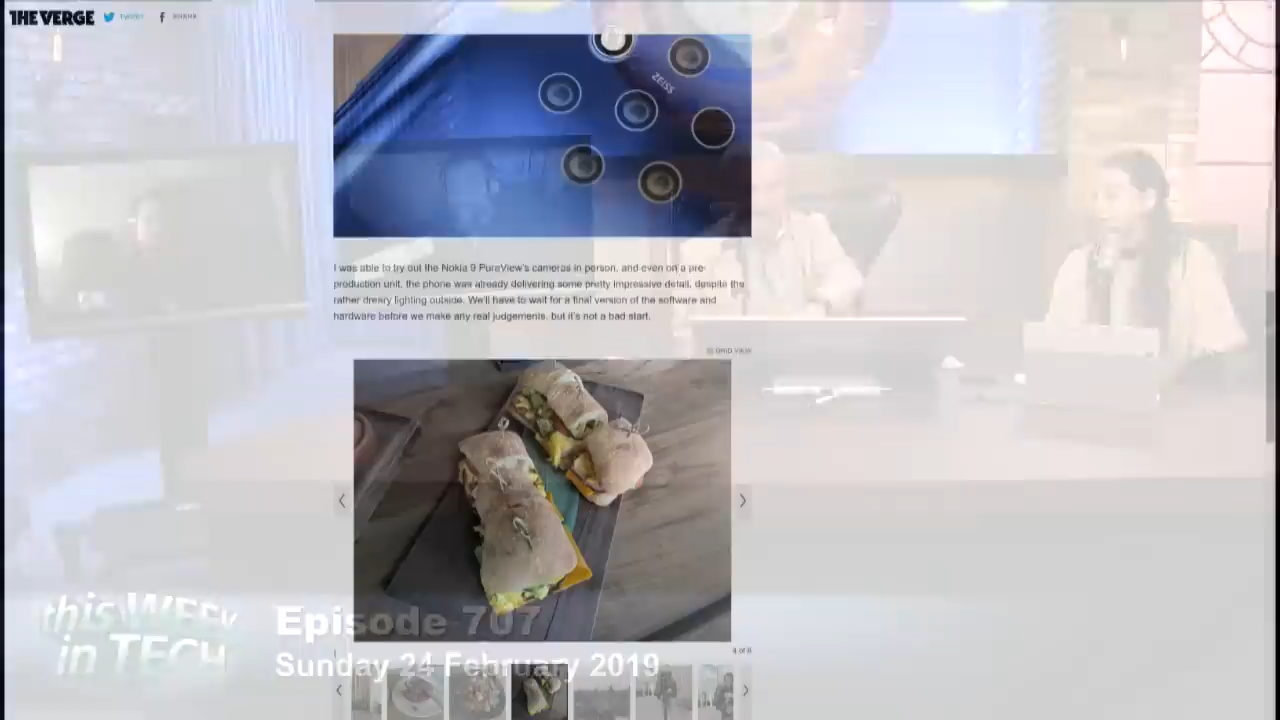 THE VERGE TWEET SHARE
ZEISS
I was able to try out the Nokia 9 PureView's cameras in person, and even on a pre-
production unit, the phone was already delivering some pretty impressive detail, despite the
rather dreary lighting outside. We'll have to wait for a final version of the software and
hardware before we make any real judgements, but it's not a bad start.
GRID VIEW
4 of 8
this WEEK
in TECH
Episode 707
Sunday 24 February 2019